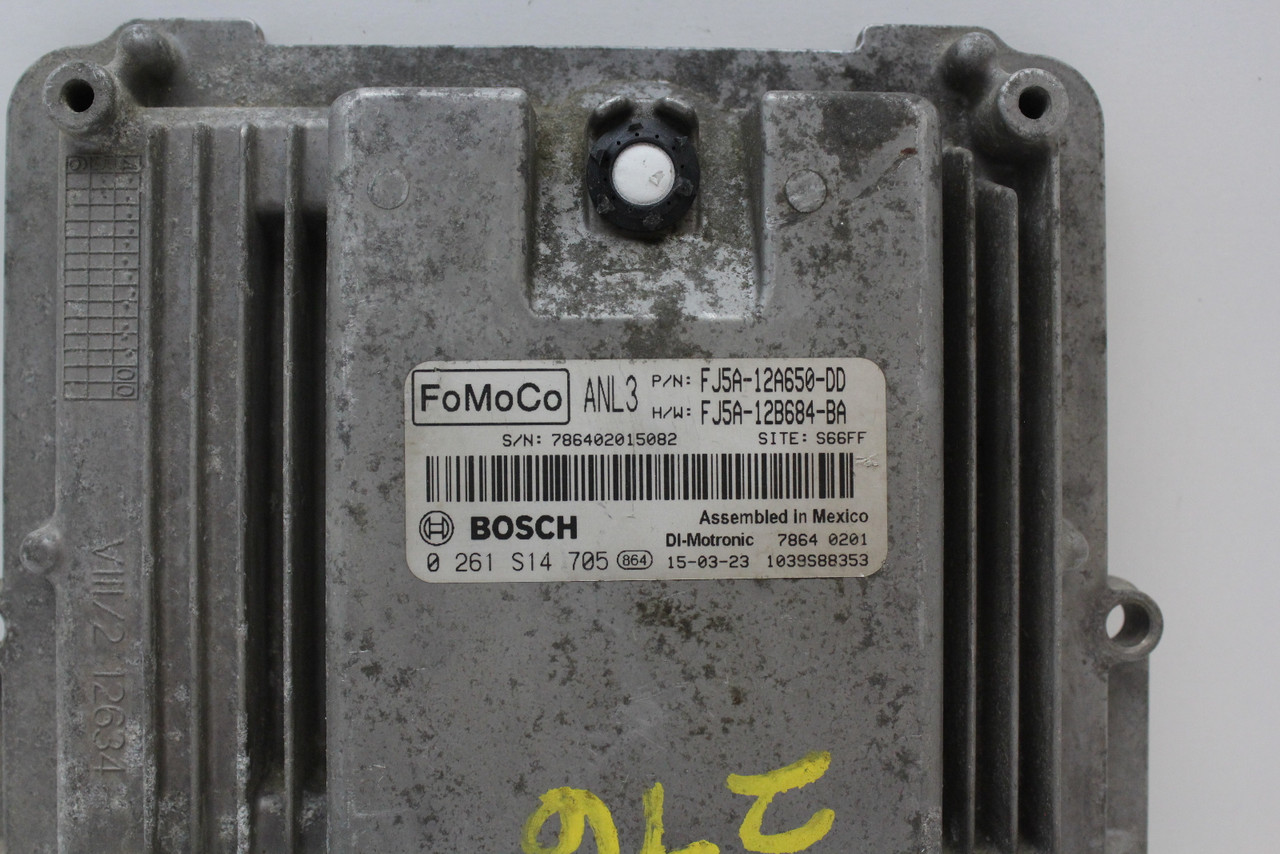 FoMoCo ANL3 P/N: FJ5A-12A650-DD
H/W: FJ5A-12B684-BA
S/N: 786402015082 SITE: S66FF
BOSCH Assembled in Mexico
DI-Motronic 7864 0201
0 261 S14 705 864 15-03-23 1039S88353
VIII/2 12634